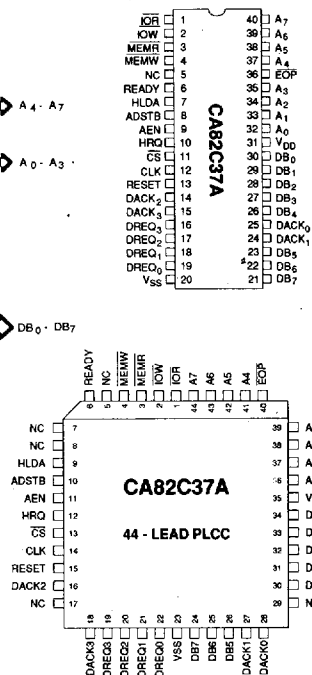 IOR 1 40 A7
IOW 2 39 A6
MEMR 3 38 A5
MEMW 4 37 A4
NC 5 36 EOP
READY 6 35 A3
HLDA 7 34 A2
ADSTB 8 33 A1
AEN 9 32 A0
HRQ 10 31 VDD
CS 11 30 DB0
CLK 12 29 DB1
RESET 13 28 DB2
DACK2 14 27 DB3
DACK3 15 26 DB4
DREQ3 16 25 DACK0
DREQ2 17 24 DACK1
DREQ1 18 23 DB5
DREQ0 19 22 DB6
VSS 20 21 DB7
CA82C37A
A4 - A7
A0 - A3
DB0 - DB7
READY NC MEMW MEMR IOW IOR A7 A6 A5 A4 EOP
6 5 4 3 2 1 44 43 42 41 40
NC 7 39 A
NC 8 38 A
HLDA 9 37 A
ADSTB 10 36 A
AEN 11 35 V
HRQ 12 34 D
CS 13 33 D
CLK 14 32 D
RESET 15 31 D
DACK2 16 30 D
NC 17 29 N
CA82C37A
44 - LEAD PLCC
18 19 20 21 22 23 24 25 26 27 28
DACK3 DREQ3 DREQ2 DREQ1 DREQ0 VSS DB7 DB6 DB5 DACK1 DACK0